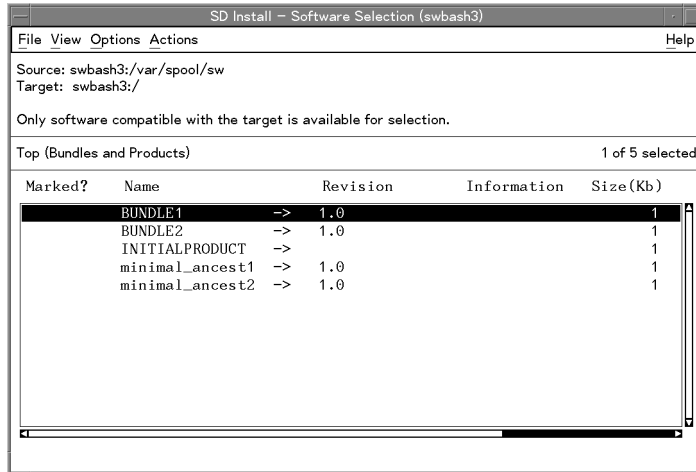 SD Install - Software Selection (swbash3)
File View Options Actions Help
Source: swbash3:/var/spool/sw
Target: swbash3:/
Only software compatible with the target is available for selection.
Top (Bundles and Products) 1 of 5 selected
Marked? Name Revision Information Size(Kb)
BUNDLE1 -> 1.0 1
BUNDLE2 -> 1.0 1
INITIALPRODUCT -> 1
minimal_ancest1 -> 1.0 1
minimal_ancest2 -> 1.0 1